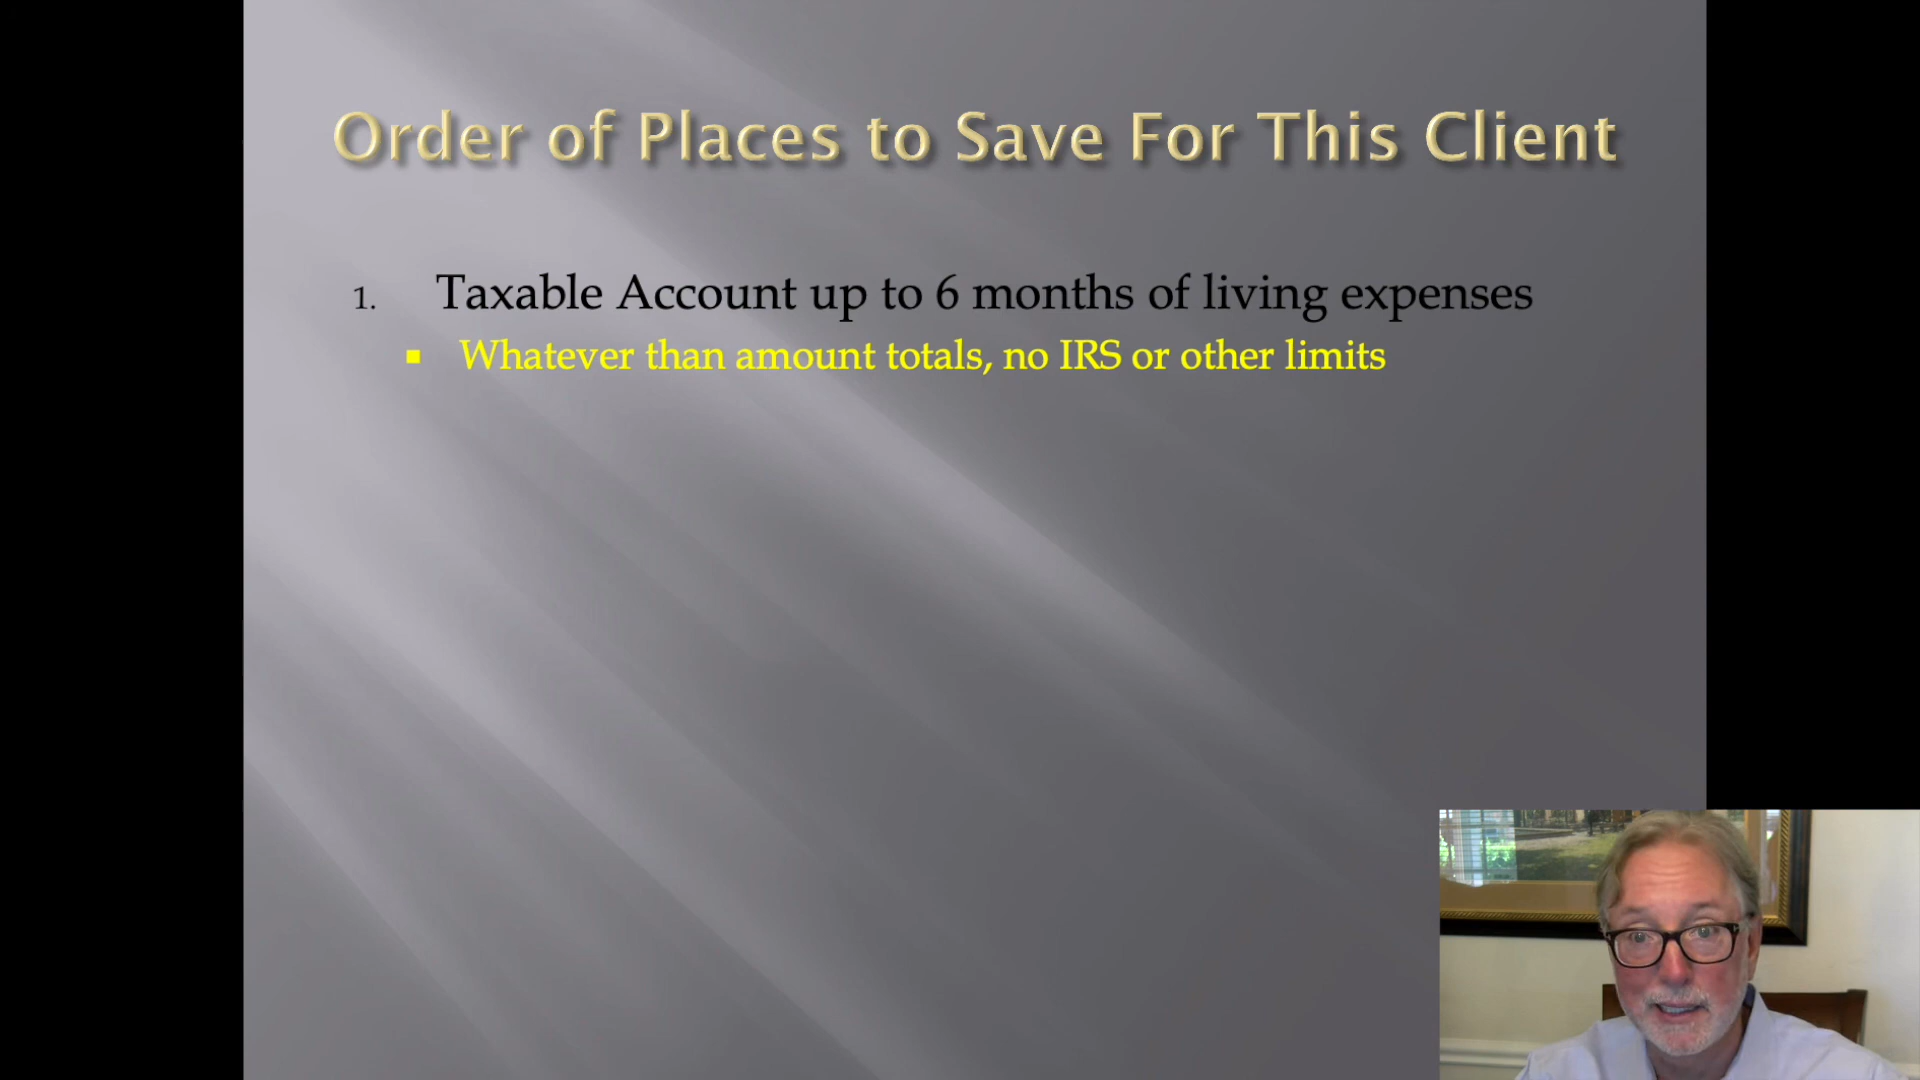 Order of Places to Save For This Client
1. Taxable Account up to 6 months of living expenses
▪ Whatever than amount totals, no IRS or other limits